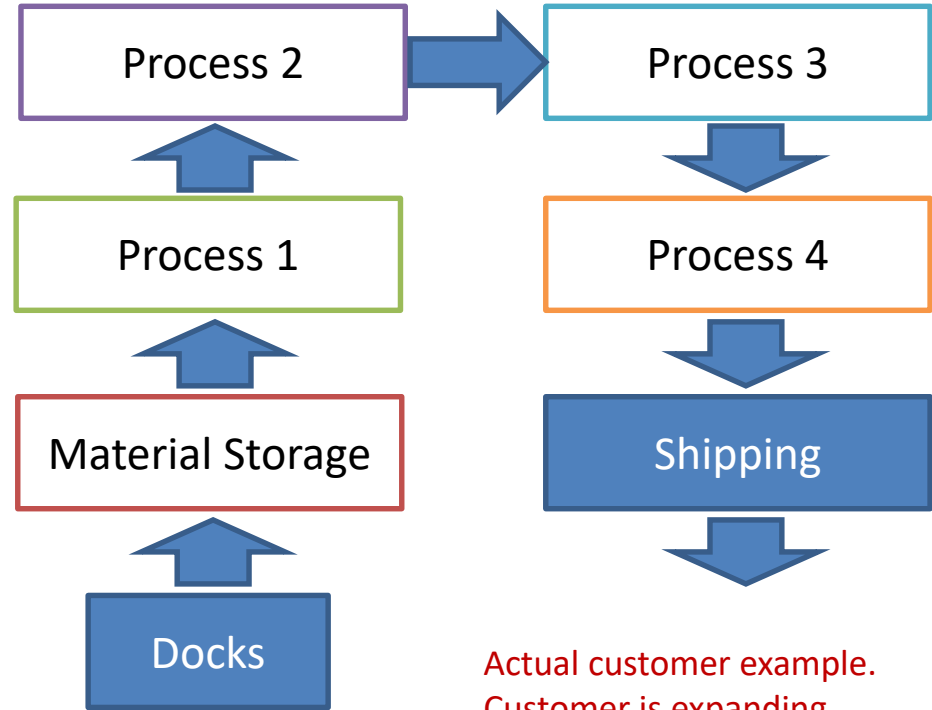 Process 2
Process 3
Process 1
Process 4
Material Storage
Shipping
Docks
Actual customer example.
Customer is expanding